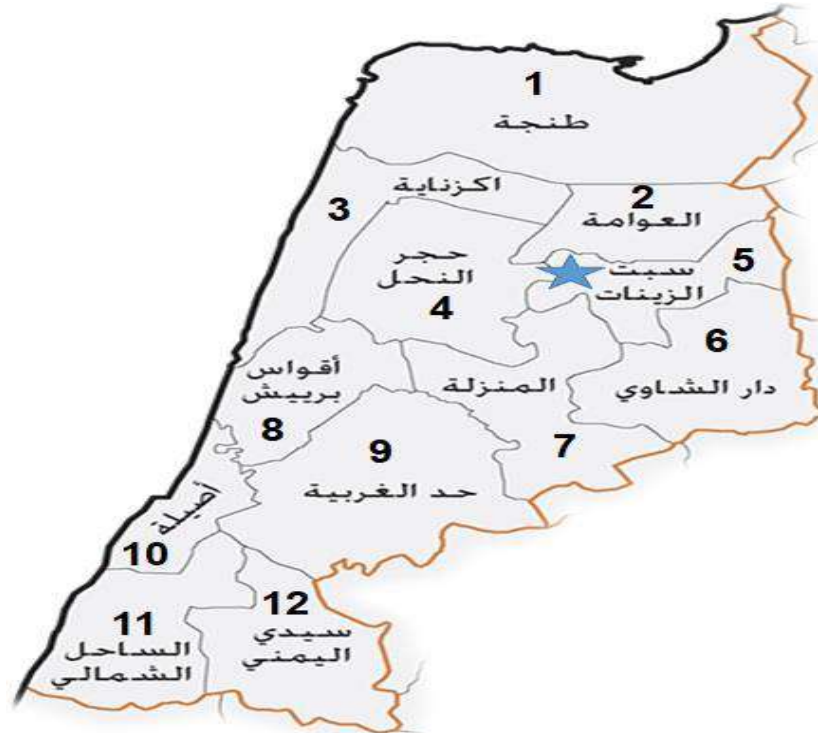 1
طنجة
اكزناية
2
العوامة
3
حجر
النحل
4
سبت
الزينات
5
6
دار الشاوي
أقواس
برييش
المنزلة
8
9
7
حد الغربية
أصيلة
10
12
سيدي
اليمني
11
الساحل
الشمالي